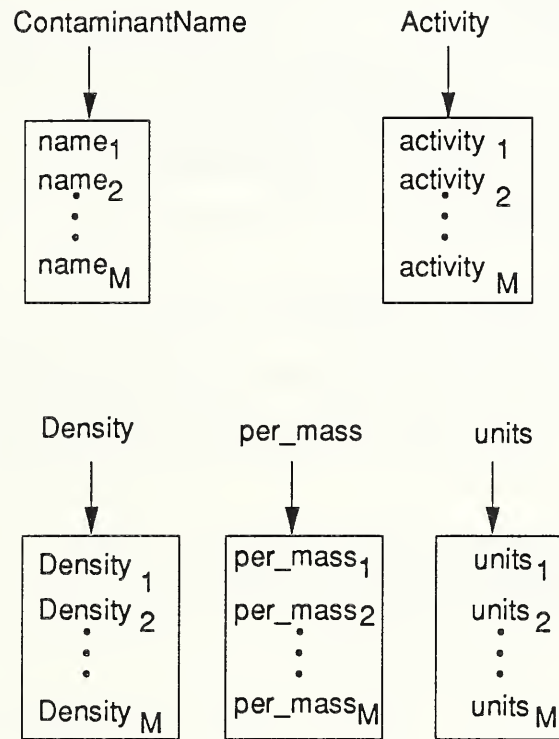 ContaminantName
Activity
name1
name2
nameM
activity 1
activity 2
activity M
Density
per_mass
units
Density 1
Density 2
Density M
per_mass1
per_mass2
per_massM
units1
units2
unitsM